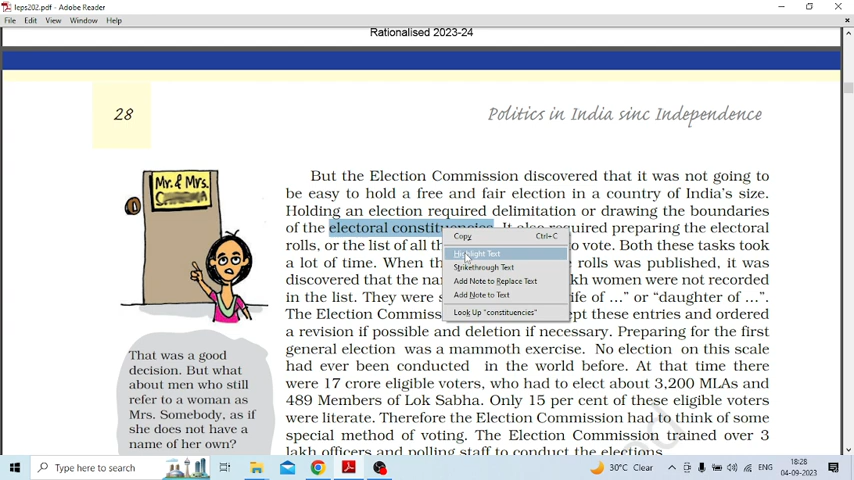 leps202.pdf - Adobe Reader
File Edit View Window Help
Rationalised 2023-24
28
Politics in India sinc Independence
Mr. & Mrs.
But the Election Commission discovered that it was not going to
be easy to hold a free and fair election in a country of India's size.
Holding an election required delimitation or drawing the boundaries
of the electoral constituencies. It also required preparing the electoral
rolls, or the list of all th o vote. Both these tasks took
a lot of time. When th e rolls was published, it was
discovered that the na kh women were not recorded
in the list. They were s ife of ..." or "daughter of ...".
The Election Commiss ept these entries and ordered
a revision if possible and deletion if necessary. Preparing for the first
general election was a mammoth exercise. No election on this scale
had ever been conducted in the world before. At that time there
were 17 crore eligible voters, who had to elect about 3,200 MLAs and
489 Members of Lok Sabha. Only 15 per cent of these eligible voters
were literate. Therefore the Election Commission had to think of some
special method of voting. The Election Commission trained over 3
lakh officers and polling staff to conduct the elections.
Copy Ctrl+C
Highlight Text
Strikethrough Text
Add Note to Replace Text
Add Note to Text
Look Up "constituencies"
That was a good
decision. But what
about men who still
refer to a woman as
Mrs. Somebody, as if
she does not have a
name of her own?
Type here to search
30°C Clear
ENG
18:28
04-09-2023